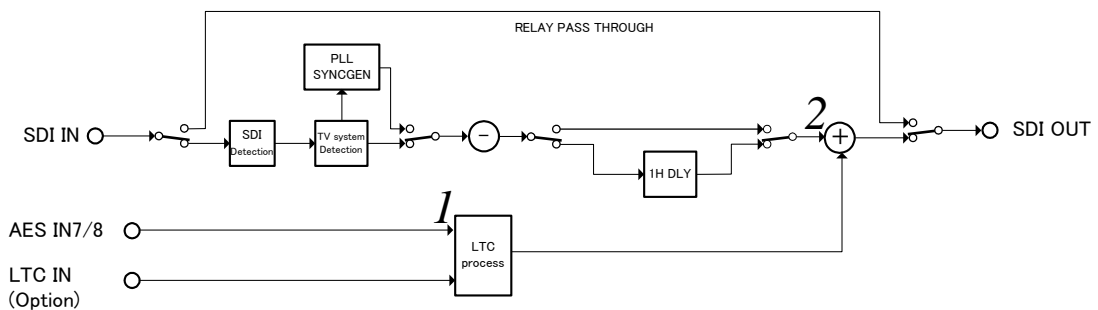 RELAY PASS THROUGH
PLL
SYNCGEN
SDI IN
SDI
Detection
TV system
Detection
−
1H DLY
2
+
SDI OUT
1
AES IN7/8
LTC IN
(Option)
LTC
process